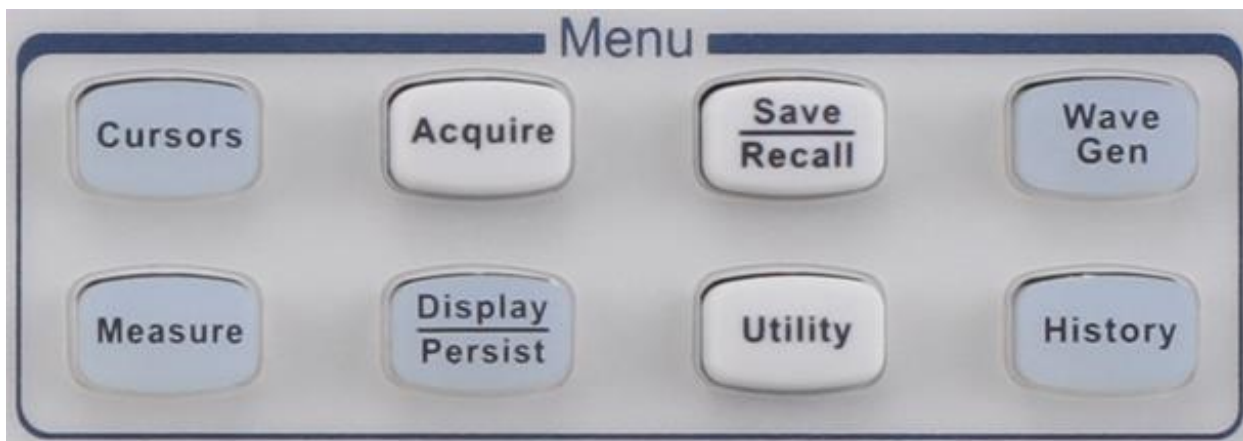 Menu
Cursors
Acquire
Save
Recall
Wave
Gen
Measure
Display
Persist
Utility
History